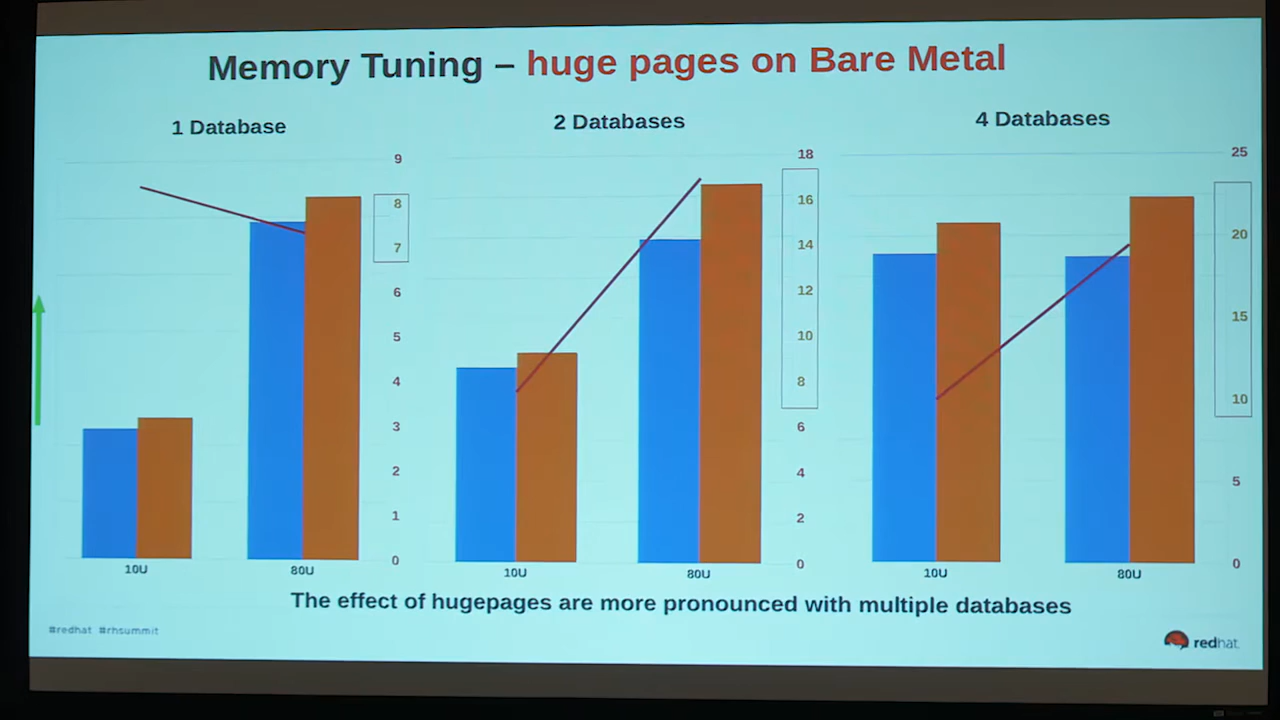 Memory Tuning – huge pages on Bare Metal
1 Database
9
8
7
6
5
4
3
2
1
0
10U 80U
2 Databases
18
16
14
12
10
8
6
4
2
0
10U 80U
4 Databases
25
20
15
10
5
0
10U 80U
The effect of hugepages are more pronounced with multiple databases
#redhat #rhsummit
redhat